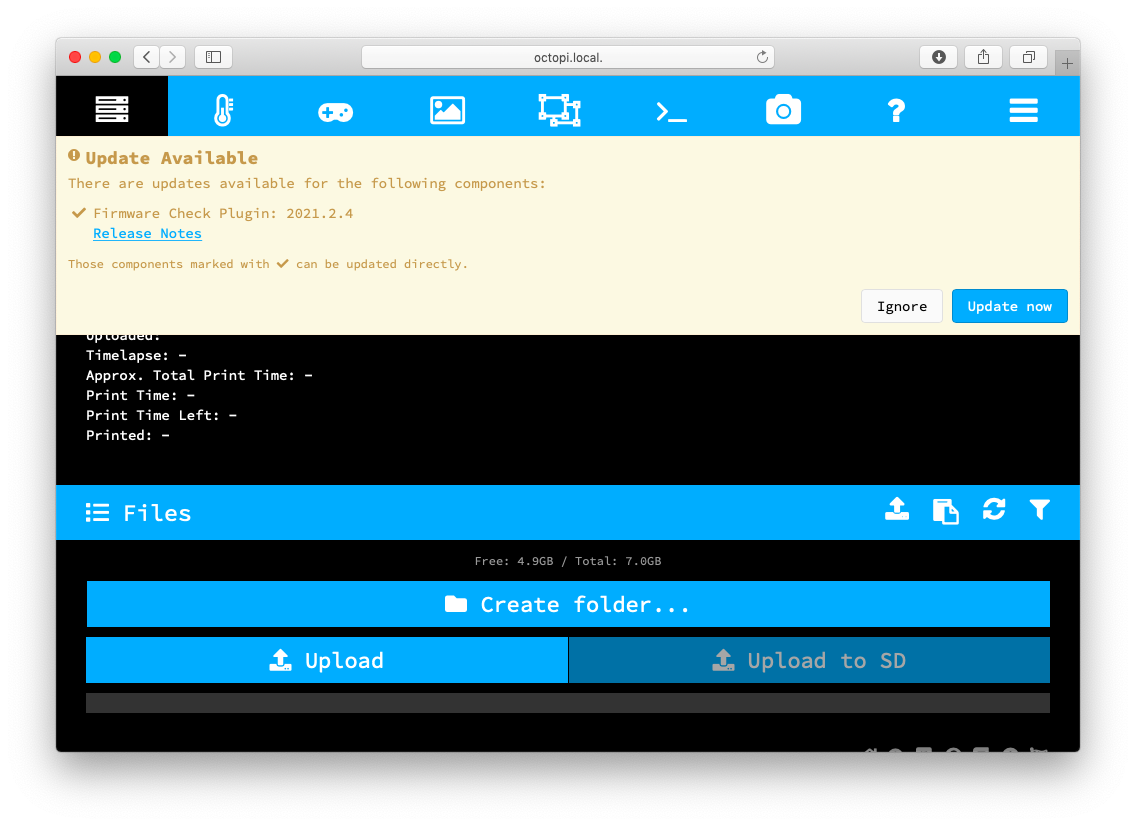 octopi.local.
Update Available
There are updates available for the following components:
Firmware Check Plugin: 2021.2.4
Release Notes
Those components marked with ✔ can be updated directly.
Ignore
Update now
Uploaded:
Timelapse: -
Approx. Total Print Time: -
Print Time: -
Print Time Left: -
Printed: -
Files
Free: 4.9GB / Total: 7.0GB
Create folder...
Upload
Upload to SD